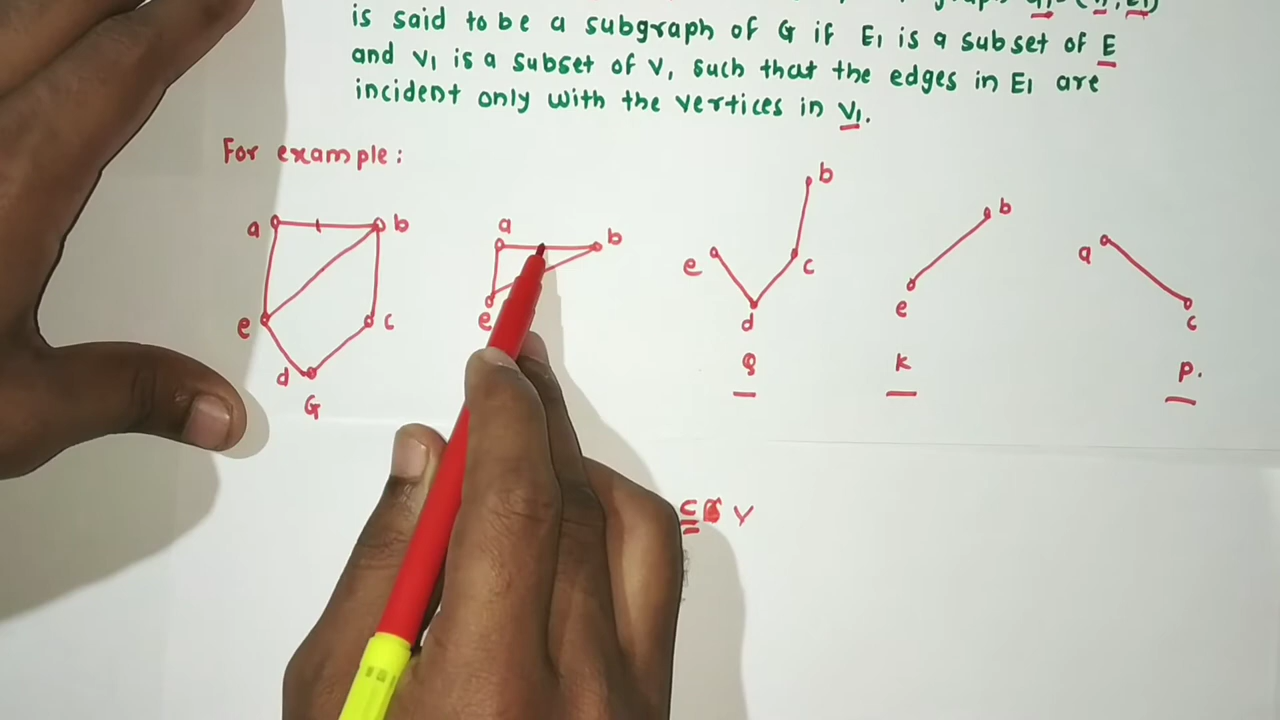 is said to be a subgraph of G if E1 is a subset of E
and V1 is a subset of V, such that the edges in E1 are
incident only with the vertices in V1.
For example:
a b
e c
d
G
a b
e
b
e c
d
Q
b
e
K
a
c
P.